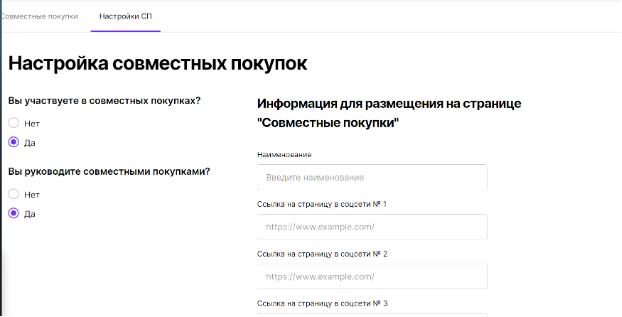 Совместные покупки
Настройки СП
Настройка совместных покупок
Вы участвуете в совместных покупках?
Нет
Да
Вы руководите совместными покупками?
Нет
Да
Информация для размещения на странице
"Совместные покупки"
Наименование
Введите наименование
Ссылка на страницу в соцсети № 1
https://www.example.com/
Ссылка на страницу в соцсети № 2
https://www.example.com/
Ссылка на страницу в соцсети № 3